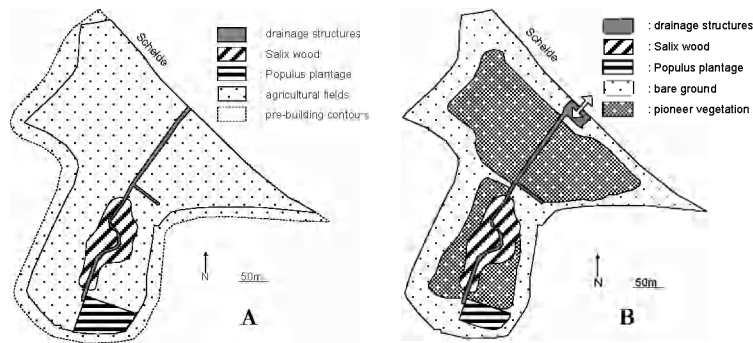 Schelde
: drainage structures
: Salix wood
: Populus plantage
: agricultural fields
: pre-building contours
N
50m
A
Schelde
: drainage structures
: Salix wood
: Populus plantage
: bare ground
: pioneer vegetation
N
50m
B